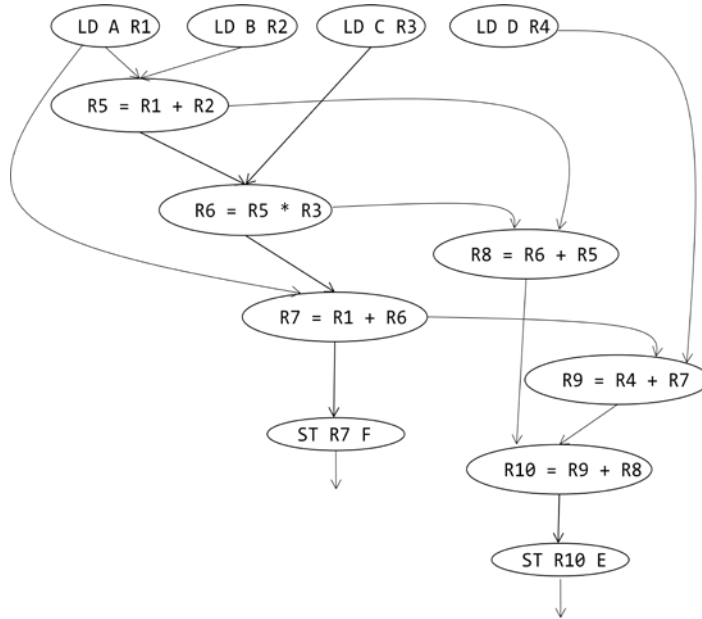 LD A R1
LD B R2
LD C R3
LD D R4
R5 = R1 + R2
R6 = R5 * R3
R8 = R6 + R5
R7 = R1 + R6
R9 = R4 + R7
ST R7 F
R10 = R9 + R8
ST R10 E